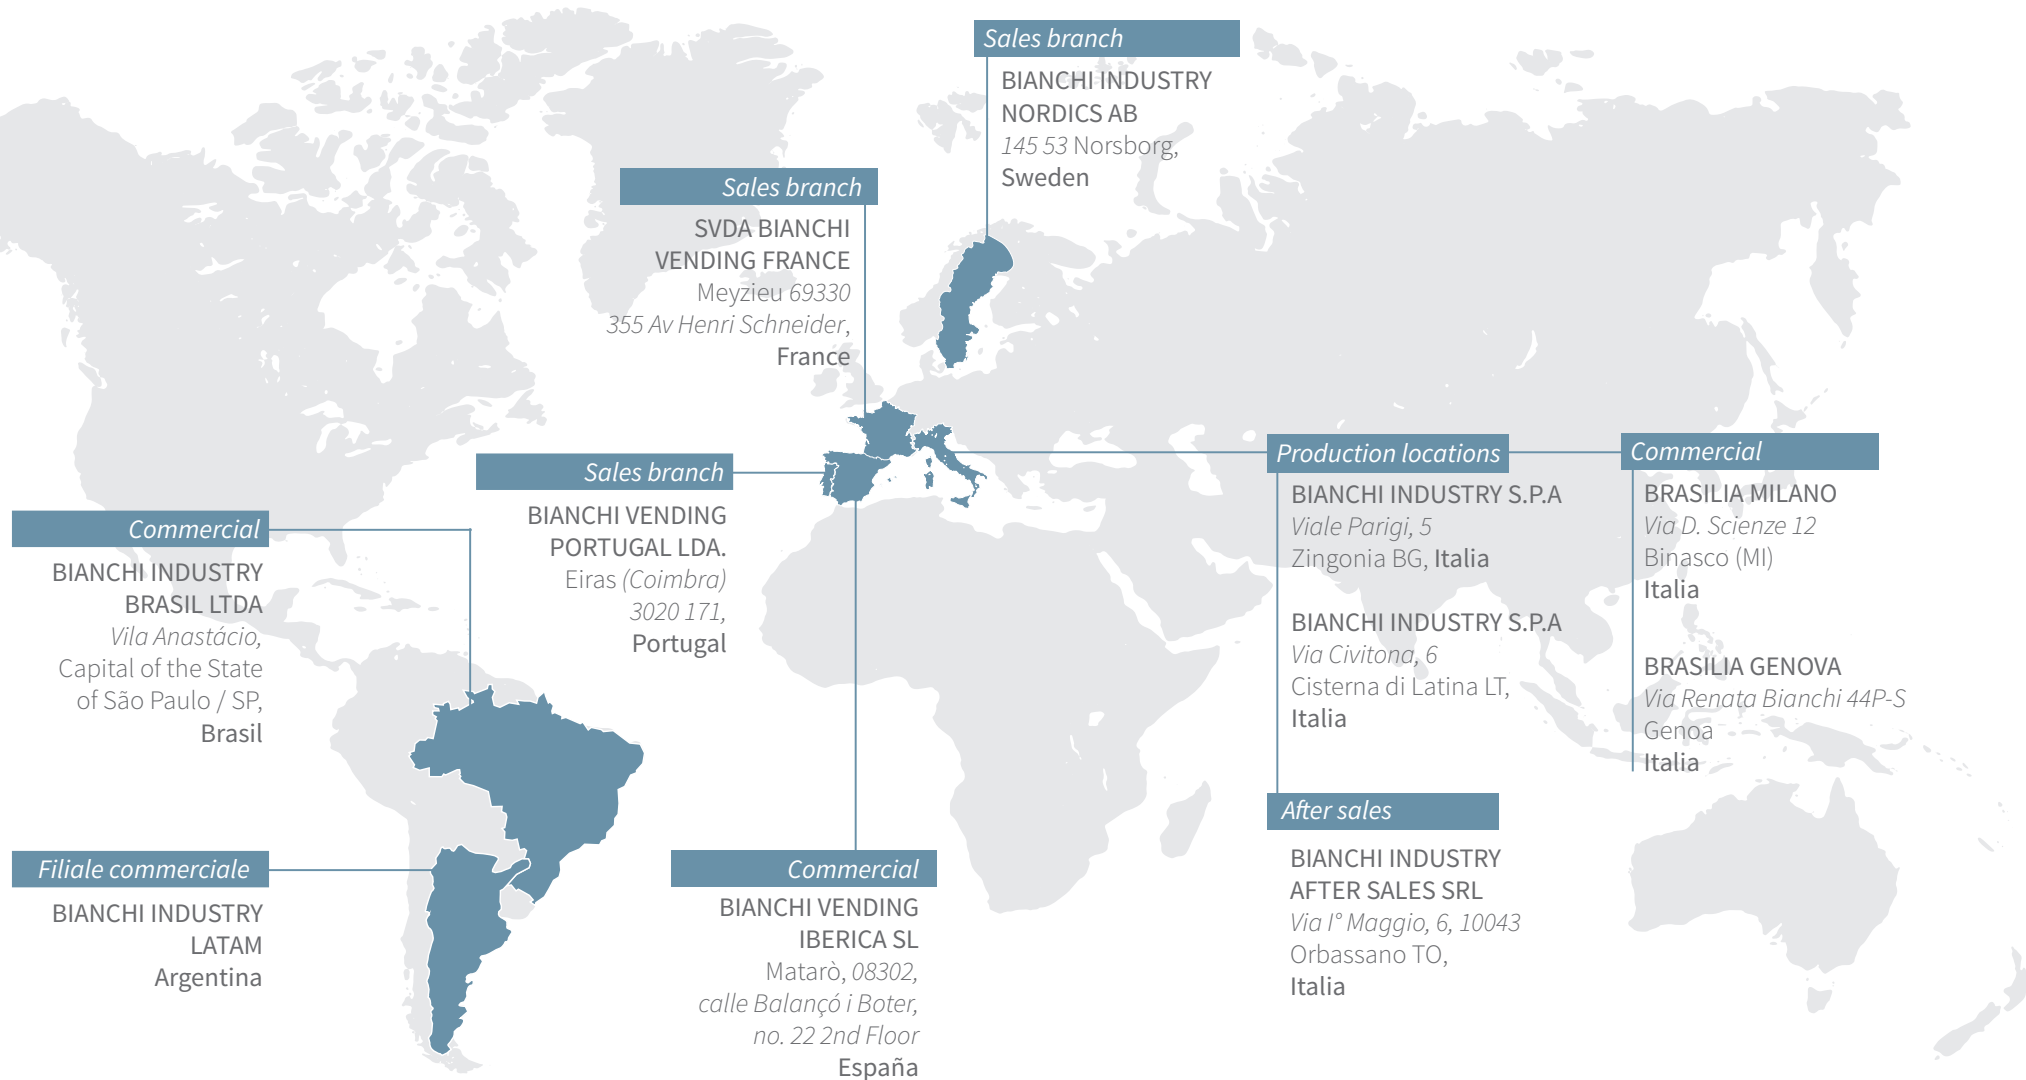 Sales branch
BIANCHI INDUSTRY
NORDICS AB
145 53 Norsborg,
Sweden
Sales branch
SVDA BIANCHI
VENDING FRANCE
Meyzieu 69330
355 Av Henri Schneider,
France
Sales branch
BIANCHI VENDING
PORTUGAL LDA.
Eiras (Coimbra)
3020 171,
Portugal
Commercial
BIANCHI INDUSTRY
BRASIL LTDA
Vila Anastácio,
Capital of the State
of São Paulo / SP,
Brasil
Filiale commerciale
BIANCHI INDUSTRY
LATAM
Argentina
Commercial
BIANCHI VENDING
IBERICA SL
Matarò, 08302,
calle Balançó i Boter,
no. 22 2nd Floor
España
Production locations
BIANCHI INDUSTRY S.P.A
Viale Parigi, 5
Zingonia BG, Italia
BIANCHI INDUSTRY S.P.A
Via Civitona, 6
Cisterna di Latina LT,
Italia
After sales
BIANCHI INDUSTRY
AFTER SALES SRL
Via I° Maggio, 6, 10043
Orbassano TO,
Italia
Commercial
BRASILIA MILANO
Via D. Scienze 12
Binasco (MI)
Italia
BRASILIA GENOVA
Via Renata Bianchi 44P-S
Genoa
Italia